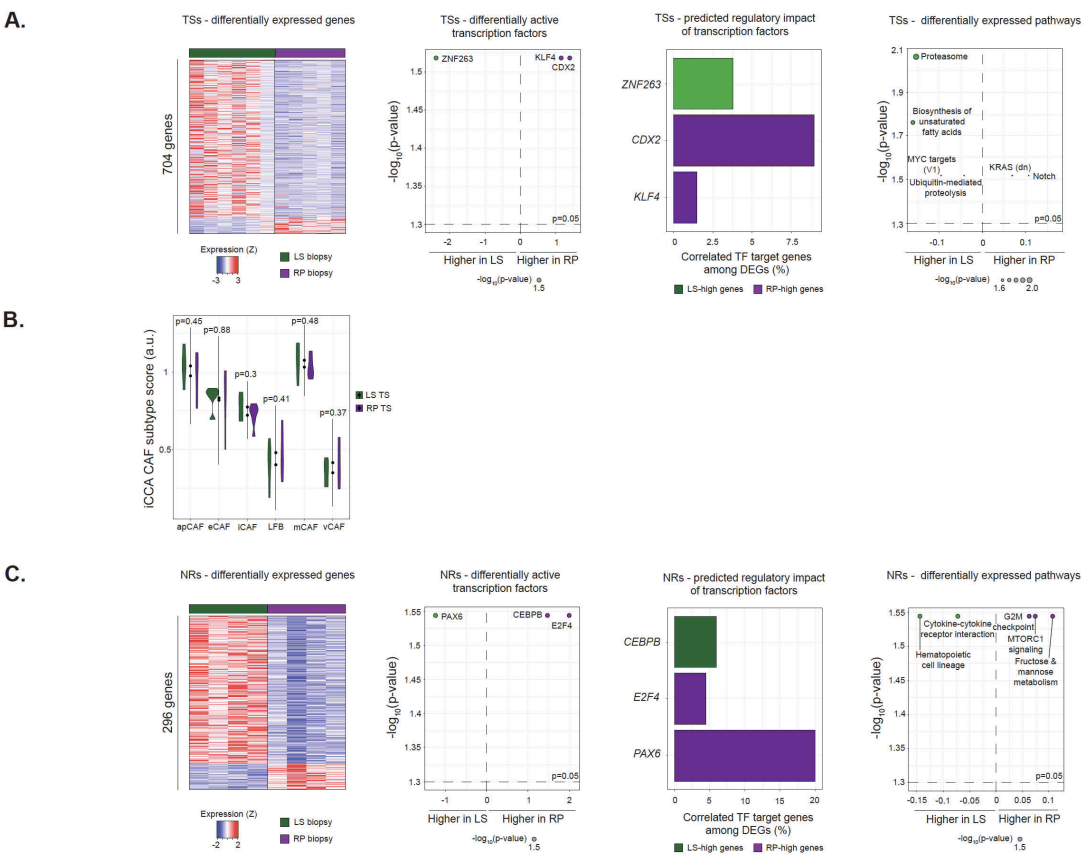 A.
TSs - differentially expressed genes
704 genes
Expression (Z)
-3 3
LS biopsy
RP biopsy
TSs - differentially active
transcription factors
-log10(p-value)
1.5
1.45
1.4
1.35
1.3
ZNF263
KLF4
CDX2
p=0.05
-2 -1 0 1
Higher in LS Higher in RP
-log10(p-value)
1.5
TSs - predicted regulatory impact
of transcription factors
ZNF263
CDX2
KLF4
0 2.5 5.0 7.5
Correlated TF target genes
among DEGs (%)
LS-high genes RP-high genes
TSs - differentially expressed pathways
-log10(p-value)
2.1
1.9
1.7
1.5
1.3
Proteasome
Biosynthesis of
unsaturated
fatty acids
MYC targets
(V1)
Ubiquitin-mediated
proteolysis
KRAS (dn)
Notch
p=0.05
-0.1 0 0.1
Higher in LS Higher in RP
-log10(p-value)
1.6 2.0
B.
iCCA CAF subtype score (a.u.)
1
0.5
p=0.45
p=0.88
p=0.3
p=0.41
p=0.48
p=0.37
apCAF eCAF iCAF LFB mCAF vCAF
LS TS
RP TS
C.
NRs - differentially expressed genes
296 genes
Expression (Z)
-2 2
LS biopsy
RP biopsy
NRs - differentially active
transcription factors
-log10(p-value)
1.55
1.5
1.45
1.4
1.35
1.3
PAX6
CEBPB
E2F4
p=0.05
-1 0 1 2
Higher in LS Higher in RP
-log10(p-value)
1.5
NRs - predicted regulatory impact
of transcription factors
CEBPB
E2F4
PAX6
0 5 10 15 20
Correlated TF target genes
among DEGs (%)
LS-high genes RP-high genes
NRs - differentially expressed pathways
-log10(p-value)
1.55
1.5
1.45
1.4
1.35
1.3
Cytokine-cytokine
receptor interaction
Hematopoietic
cell lineage
G2M
checkpoint
MTORC1
signaling
Fructose &
mannose
metabolism
p=0.05
-0.15 -0.1 -0.05 0 0.05 0.1
Higher in LS Higher in RP
-log10(p-value)
1.5